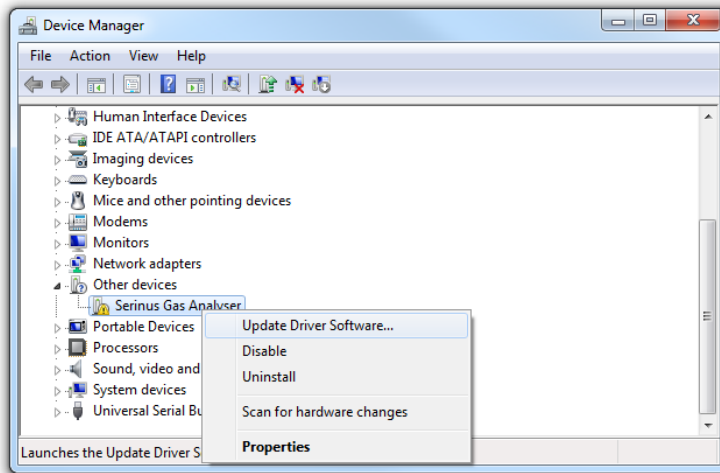 Device Manager
File Action View Help
Human Interface Devices
IDE ATA/ATAPI controllers
Imaging devices
Keyboards
Mice and other pointing devices
Modems
Monitors
Network adapters
Other devices
Serinus Gas Analyser
Update Driver Software...
Portable Devices
Disable
Processors
Uninstall
Sound, video and
System devices
Scan for hardware changes
Universal Serial Bu
Properties
Launches the Update Driver S